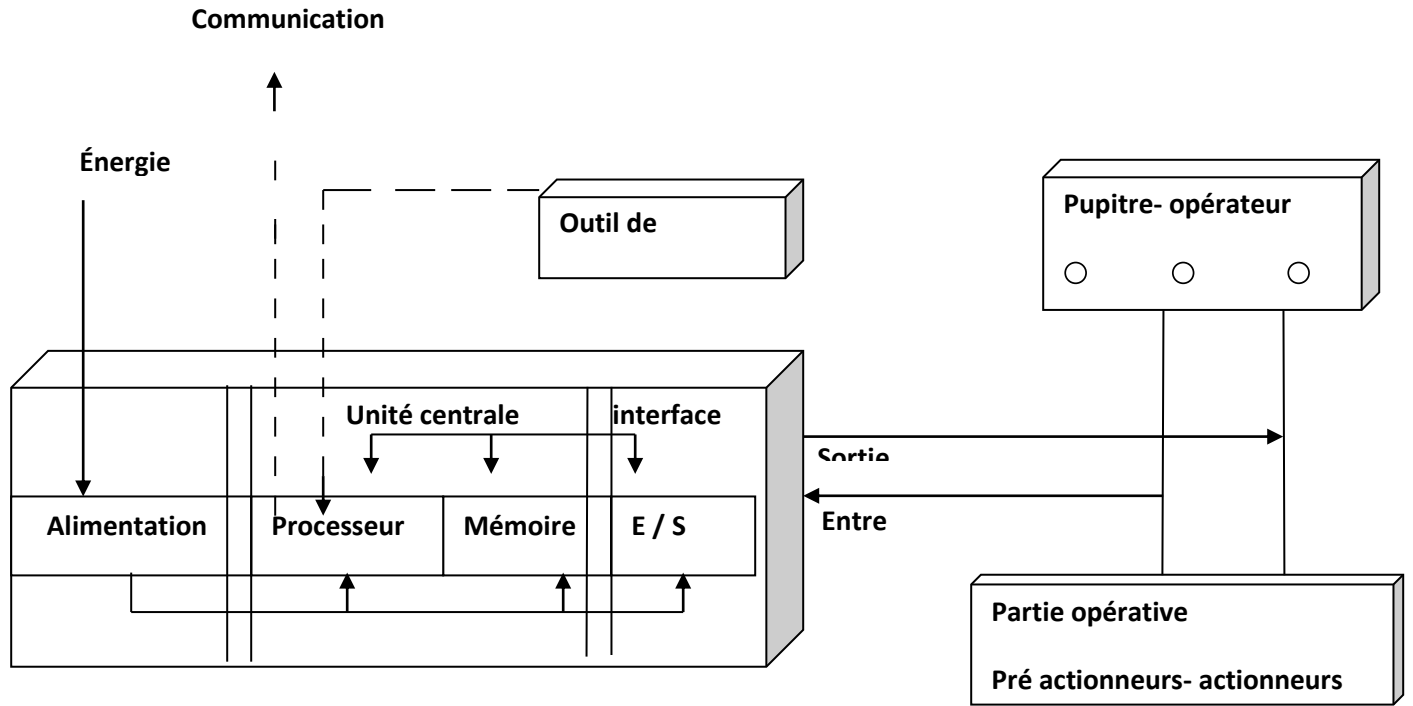 Communication
Énergie
Outil de
Pupitre- opérateur
Unité centrale
interface
Sortie
Alimentation
Processeur
Mémoire
E / S
Entre
Partie opérative
Pré actionneurs- actionneurs